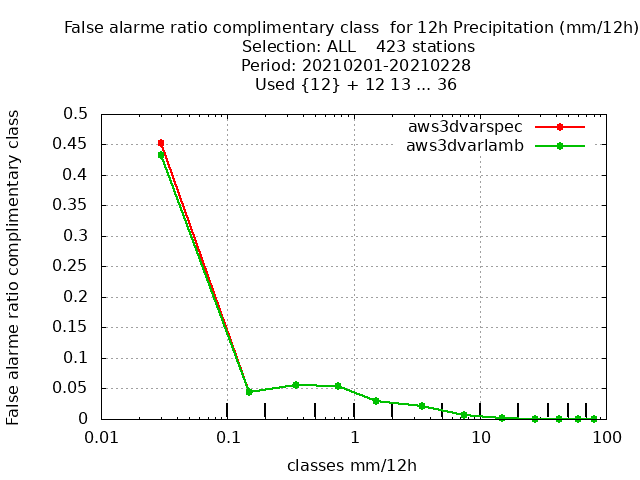 False alarme ratio complimentary class  for 12h Precipitation (mm/12h)
Selection: ALL    423 stations
Period: 20210201-20210228
Used {12} + 12 13 ... 36
False alarme ratio complimentary class
0.5
0.45
0.4
0.35
0.3
0.25
0.2
0.15
0.1
0.05
0
aws3dvarspec
aws3dvarlamb
0.01 0.1 1 10 100
classes mm/12h